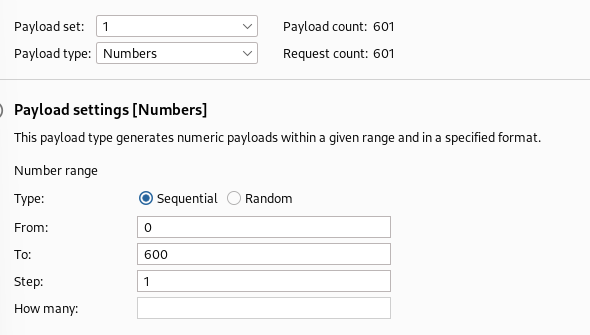 Payload set: 1 Payload count: 601
Payload type: Numbers Request count: 601
Payload settings [Numbers]
This payload type generates numeric payloads within a given range and in a specified format.
Number range
Type: Sequential Random
From: 0
To: 600
Step: 1
How many: